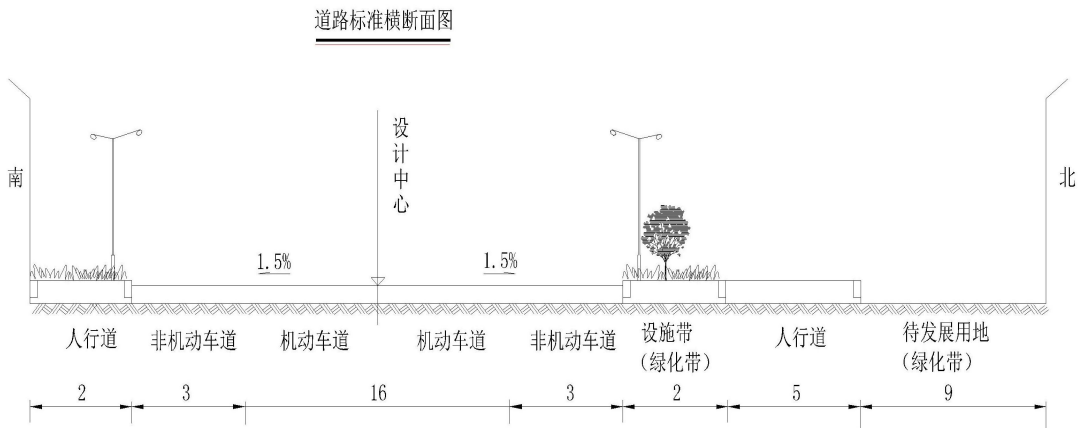 道路标准横断面图
设计中心
南
北
1.5%
1.5%
人行道
非机动车道
机动车道
机动车道
非机动车道
设施带
（绿化带）
人行道
待发展用地
（绿化带）
2
3
16
3
2
5
9